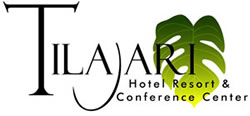 TILAJARI
Hotel Resort &
Conference Center